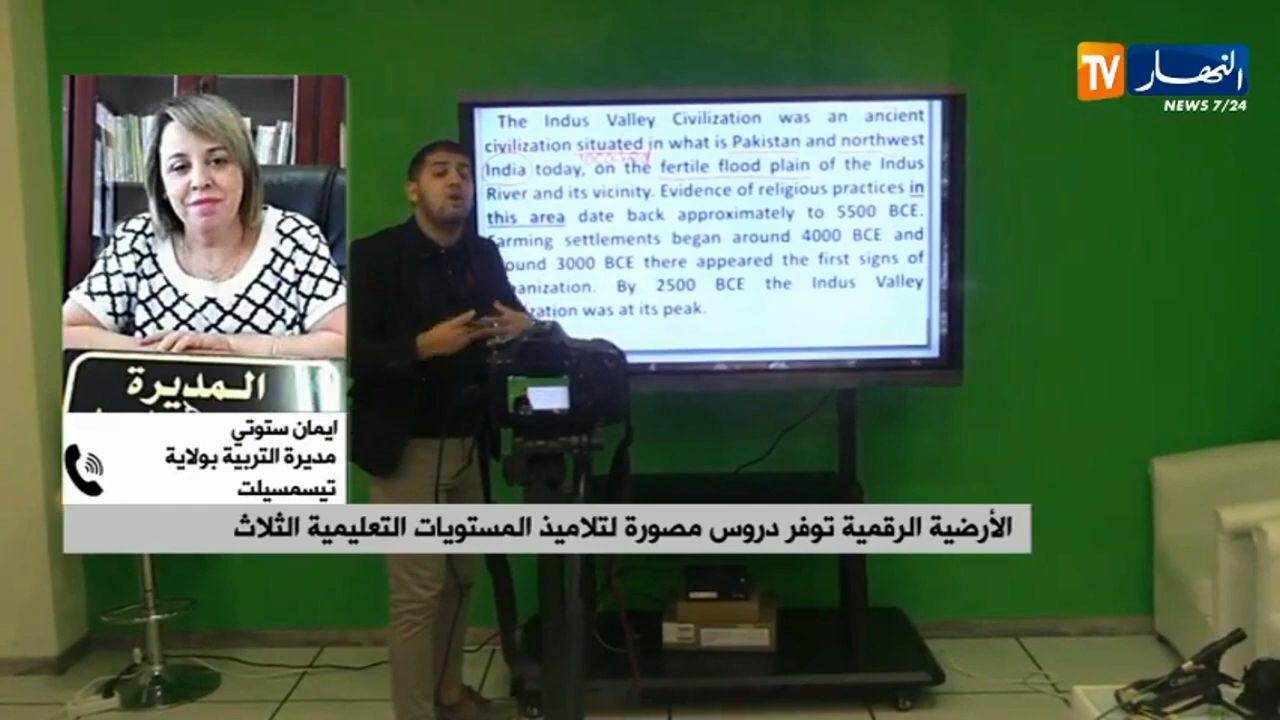 النهار TV
NEWS 7/24
The Indus Valley Civilization was an ancient
civilization situated in what is Pakistan and northwest
India today, on the fertile flood plain of the Indus
River and its vicinity. Evidence of religious practices in
this area date back approximately to 5500 BCE.
Farming settlements began around 4000 BCE and
ound 3000 BCE there appeared the first signs of
banization. By 2500 BCE the Indus Valley
ization was at its peak.
المديرة
ايمان ستوتي
مديرة التربية بولاية
تيسمسيلت
الأرضية الرقمية توفر دروس مصورة لتلاميذ المستويات التعليمية الثلاث